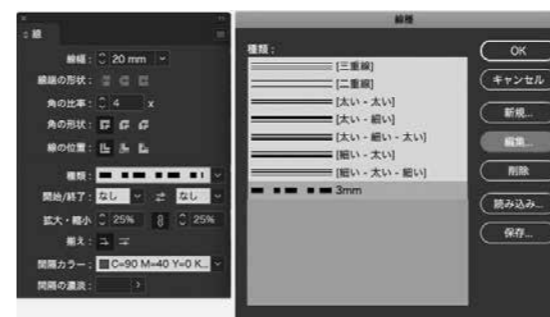 線
線幅： 20 mm
線端の形状：
角の比率： 4 x
角の形状：
線の位置：
種類：
開始/終了： なし なし
拡大・縮小 25% 25%
揃え：
間隔カラー： C=90 M=40 Y=0 K...
間隔の濃淡：
線種
種類：
[三重線]
[二重線]
[太い - 太い]
[太い - 細い]
[太い - 細い - 太い]
[細い - 太い]
[細い - 太い - 細い]
3mm
OK
キャンセル
新規...
編集...
削除
読み込み...
保存...